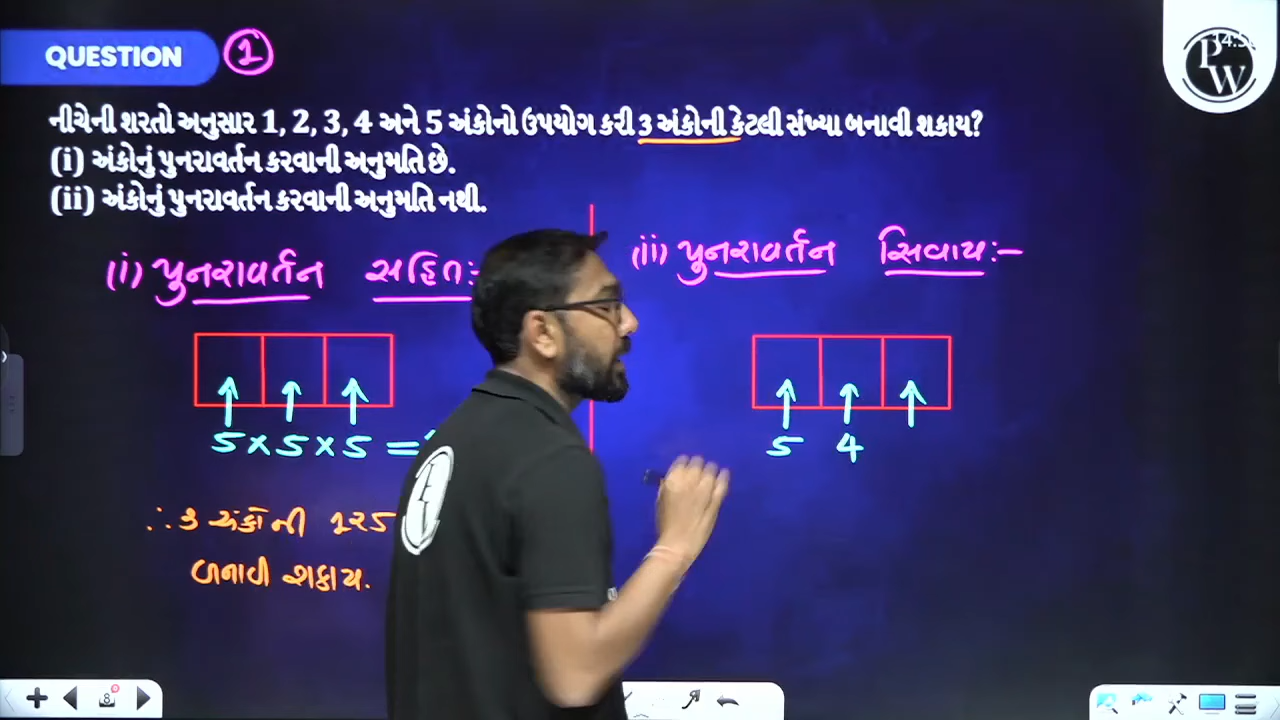 QUESTION 1
PW
નીચેની શરતો અનુસાર 1, 2, 3, 4 અને 5 અંકોનો ઉપયોગ કરી 3 અંકોની કેટલી સંખ્યા બનાવી શકાય?
(i) અંકોનું પુનરાવર્તન કરવાની અનુમતિ છે.
(ii) અંકોનું પુનરાવર્તન કરવાની અનુમતિ નથી.
(i) પુનરાવર્તન સહિત:-
(ii) પુનરાવર્તન સિવાય:-
5×5×5 =
5 4
∴ ૩ અંકોની ૧૨૫
બનાવી શકાય.